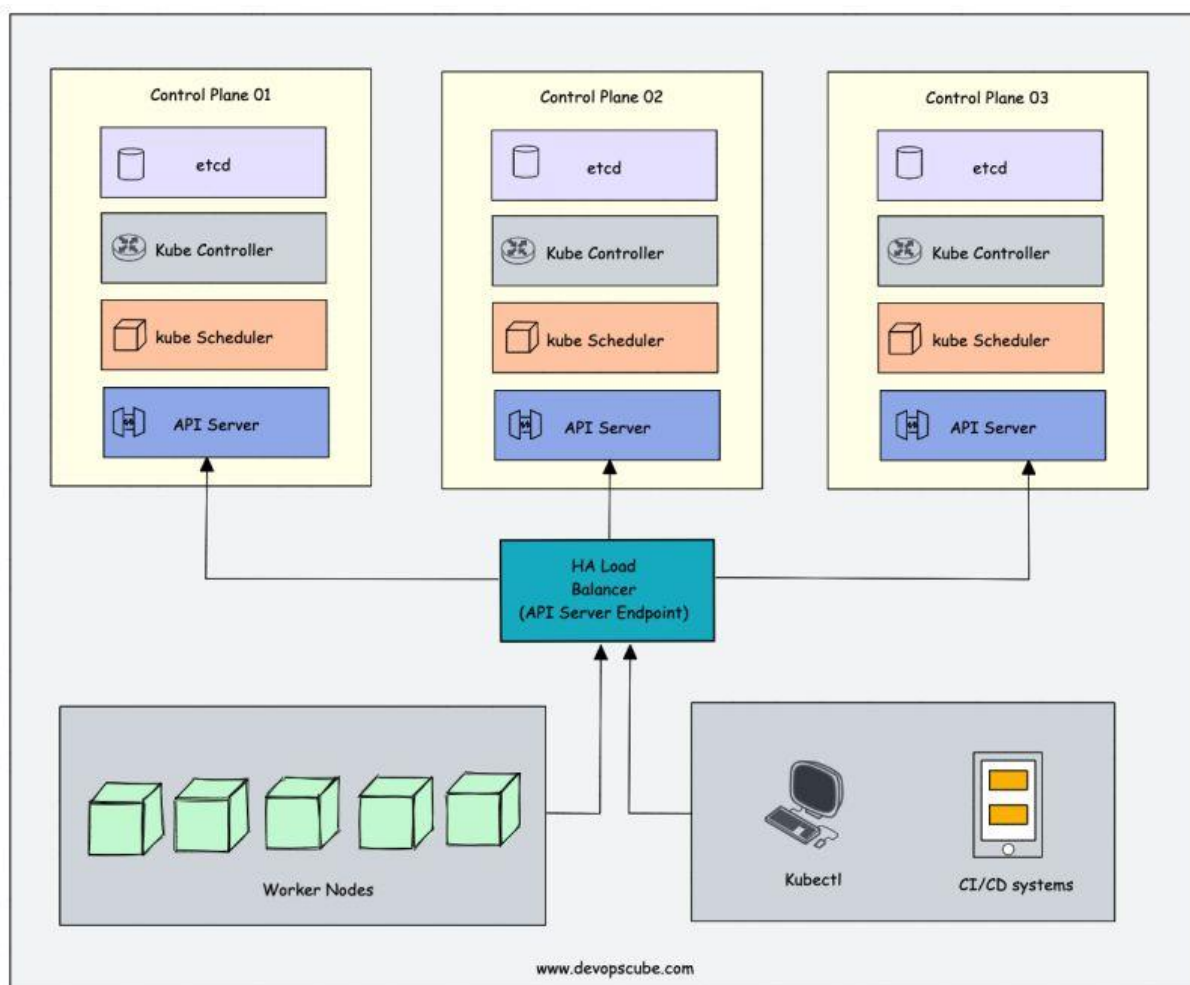 Control Plane 01
etcd
Kube Controller
kube Scheduler
API Server
Control Plane 02
etcd
Kube Controller
kube Scheduler
API Server
Control Plane 03
etcd
Kube Controller
kube Scheduler
API Server
HA Load
Balancer
(API Server Endpoint)
Worker Nodes
Kubectl
CI/CD systems
www.devopscube.com